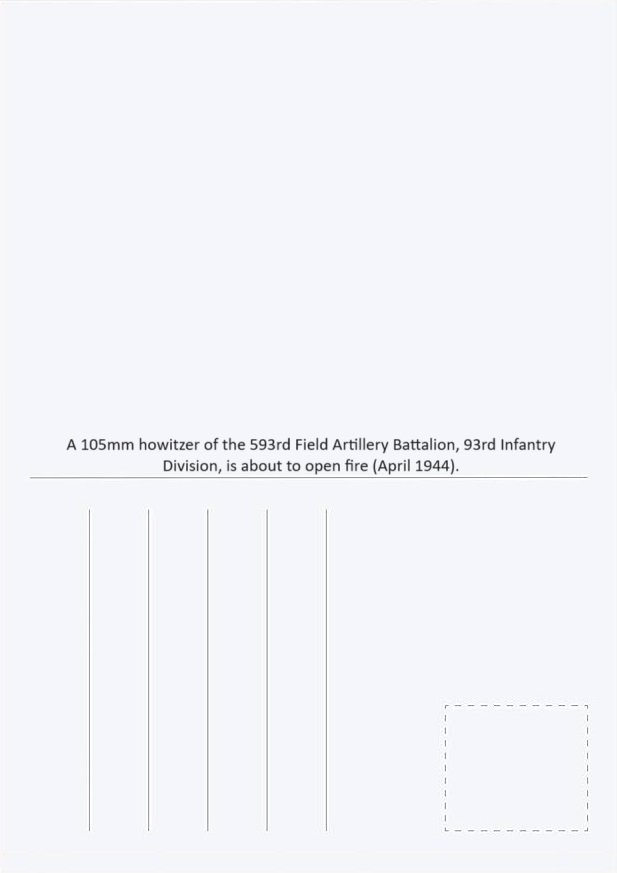 A 105mm howitzer of the 593rd Field Artillery Battalion, 93rd Infantry
Division, is about to open fire (April 1944).